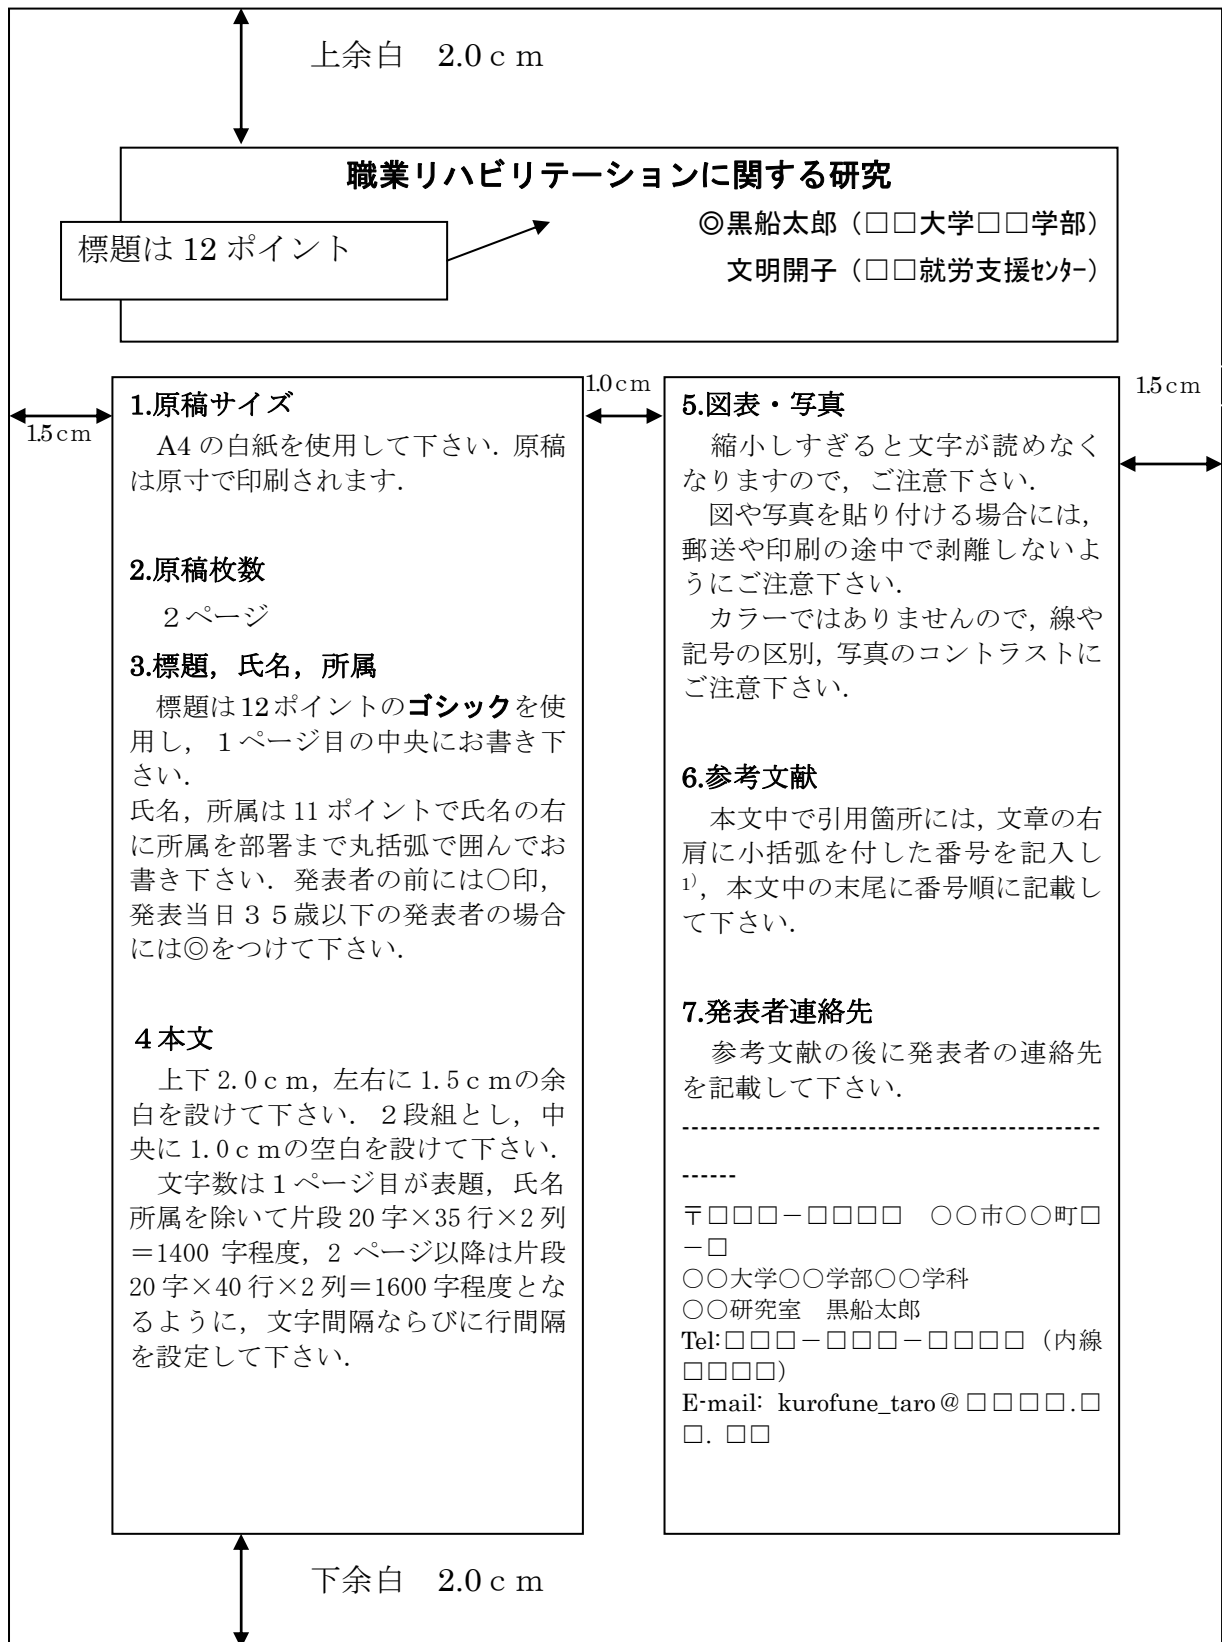 上余白　2.0ｃｍ
職業リハビリテーションに関する研究
◎黒船太郎（□□大学□□学部）
文明開子（□□就労支援ｾﾝﾀｰ）
標題は 12 ポイント
1.5ｃｍ
1.原稿サイズ
　A4 の白紙を使用して下さい．原稿
は原寸で印刷されます．
2.原稿枚数
　２ページ
3.標題，氏名，所属
　標題は12ポイントのゴシックを使
用し，１ページ目の中央にお書き下
さい．
氏名，所属は 11 ポイントで氏名の右
に所属を部署まで丸括弧で囲んでお
書き下さい．発表者の前には○印，
発表当日３５歳以下の発表者の場合
には◎をつけて下さい．
４本文
　上下 2.0ｃｍ，左右に 1.5ｃｍの余
白を設けて下さい．２段組とし，中
央に 1.0ｃｍの空白を設けて下さい．
　文字数は１ページ目が表題，氏名
所属を除いて片段 20 字×35 行×2 列
＝1400 字程度，2 ページ以降は片段
20 字×40 行×2 列＝1600 字程度とな
るように，文字間隔ならびに行間隔
を設定して下さい．
1.0ｃｍ
5.図表・写真
　縮小しすぎると文字が読めなく
なりますので，ご注意下さい．
　図や写真を貼り付ける場合には，
郵送や印刷の途中で剥離しないよ
うにご注意下さい．
　カラーではありませんので，線や
記号の区別，写真のコントラストに
ご注意下さい．
6.参考文献
　本文中で引用箇所には，文章の右
肩に小括弧を付した番号を記入し
1)，本文中の末尾に番号順に記載し
て下さい．
7.発表者連絡先
　参考文献の後に発表者の連絡先
を記載して下さい．
---------------------------------------------
------
〒□□□－□□□□　○○市○○町□
－□
○○大学○○学部○○学科
○○研究室　黒船太郎
Tel:□□□－□□□－□□□□（内線
□□□□）
E-mail: kurofune_taro＠□□□□.□
□. □□
1.5ｃｍ
下余白　2.0ｃｍ